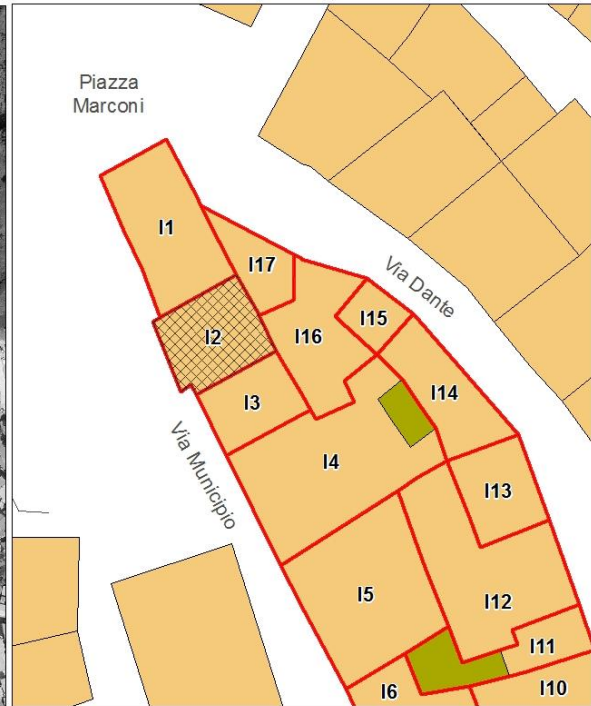 Piazza
Marconi
I1
I17
Via Dante
I2
I16
I15
I3
I14
Via Municipio
I4
I13
I5
I12
I11
I6
I10